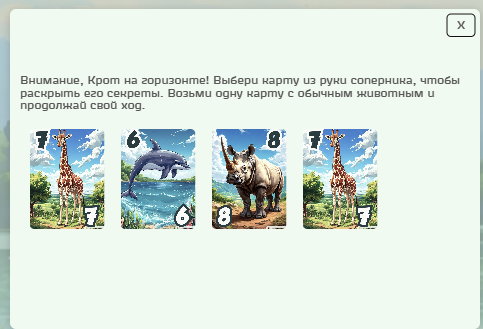 X
Внимание, Крот на горизонте! Выбери карту из руки соперника, чтобы
раскрыть его секреты. Возьми одну карту с обычным животным и
продолжай свой ход.
7 6 8 7
7 6 8 7